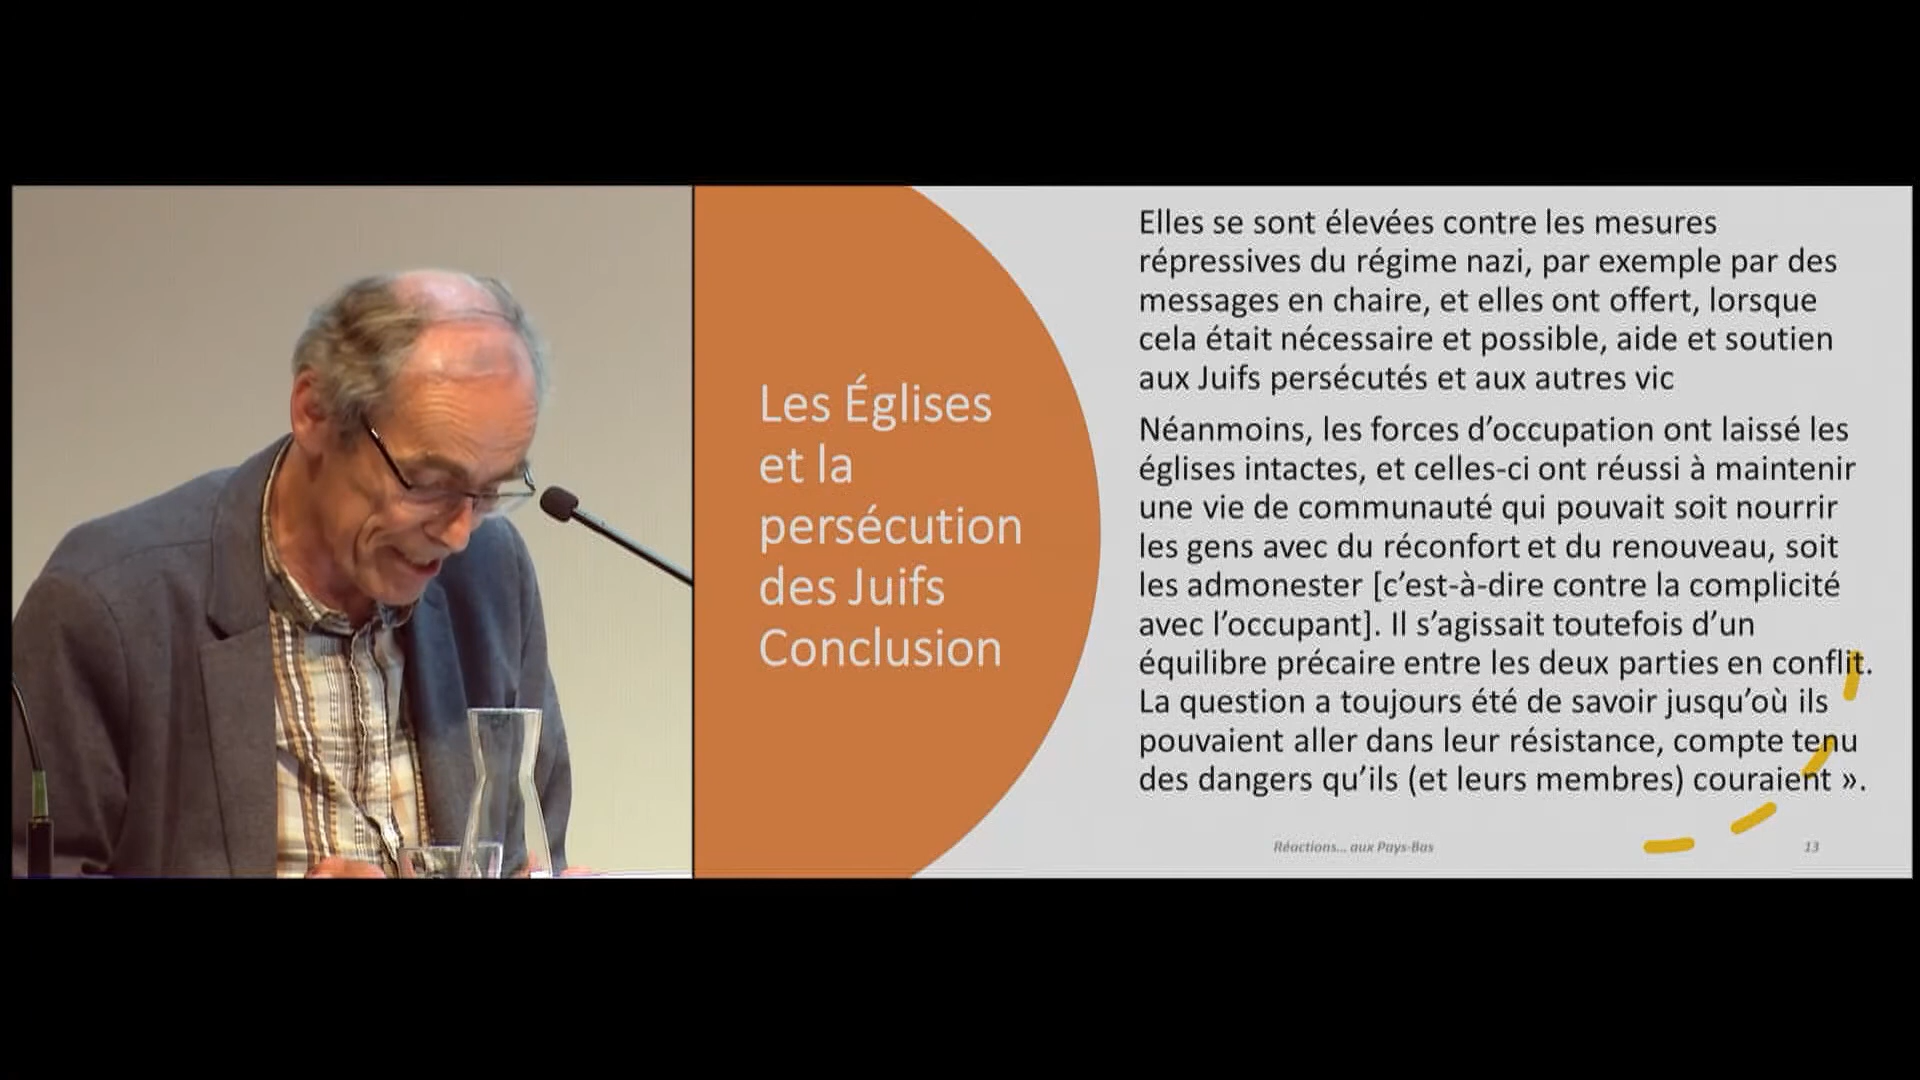 Les Églises
et la
persécution
des Juifs
Conclusion
Elles se sont élevées contre les mesures
répressives du régime nazi, par exemple par des
messages en chaire, et elles ont offert, lorsque
cela était nécessaire et possible, aide et soutien
aux Juifs persécutés et aux autres vic
Néanmoins, les forces d’occupation ont laissé les
églises intactes, et celles-ci ont réussi à maintenir
une vie de communauté qui pouvait soit nourrir
les gens avec du réconfort et du renouveau, soit
les admonester [c’est-à-dire contre la complicité
avec l’occupant]. Il s’agissait toutefois d’un
équilibre précaire entre les deux parties en conflit.
La question a toujours été de savoir jusqu’où ils
pouvaient aller dans leur résistance, compte tenu
des dangers qu’ils (et leurs membres) couraient ».
Réactions... aux Pays-Bas
13